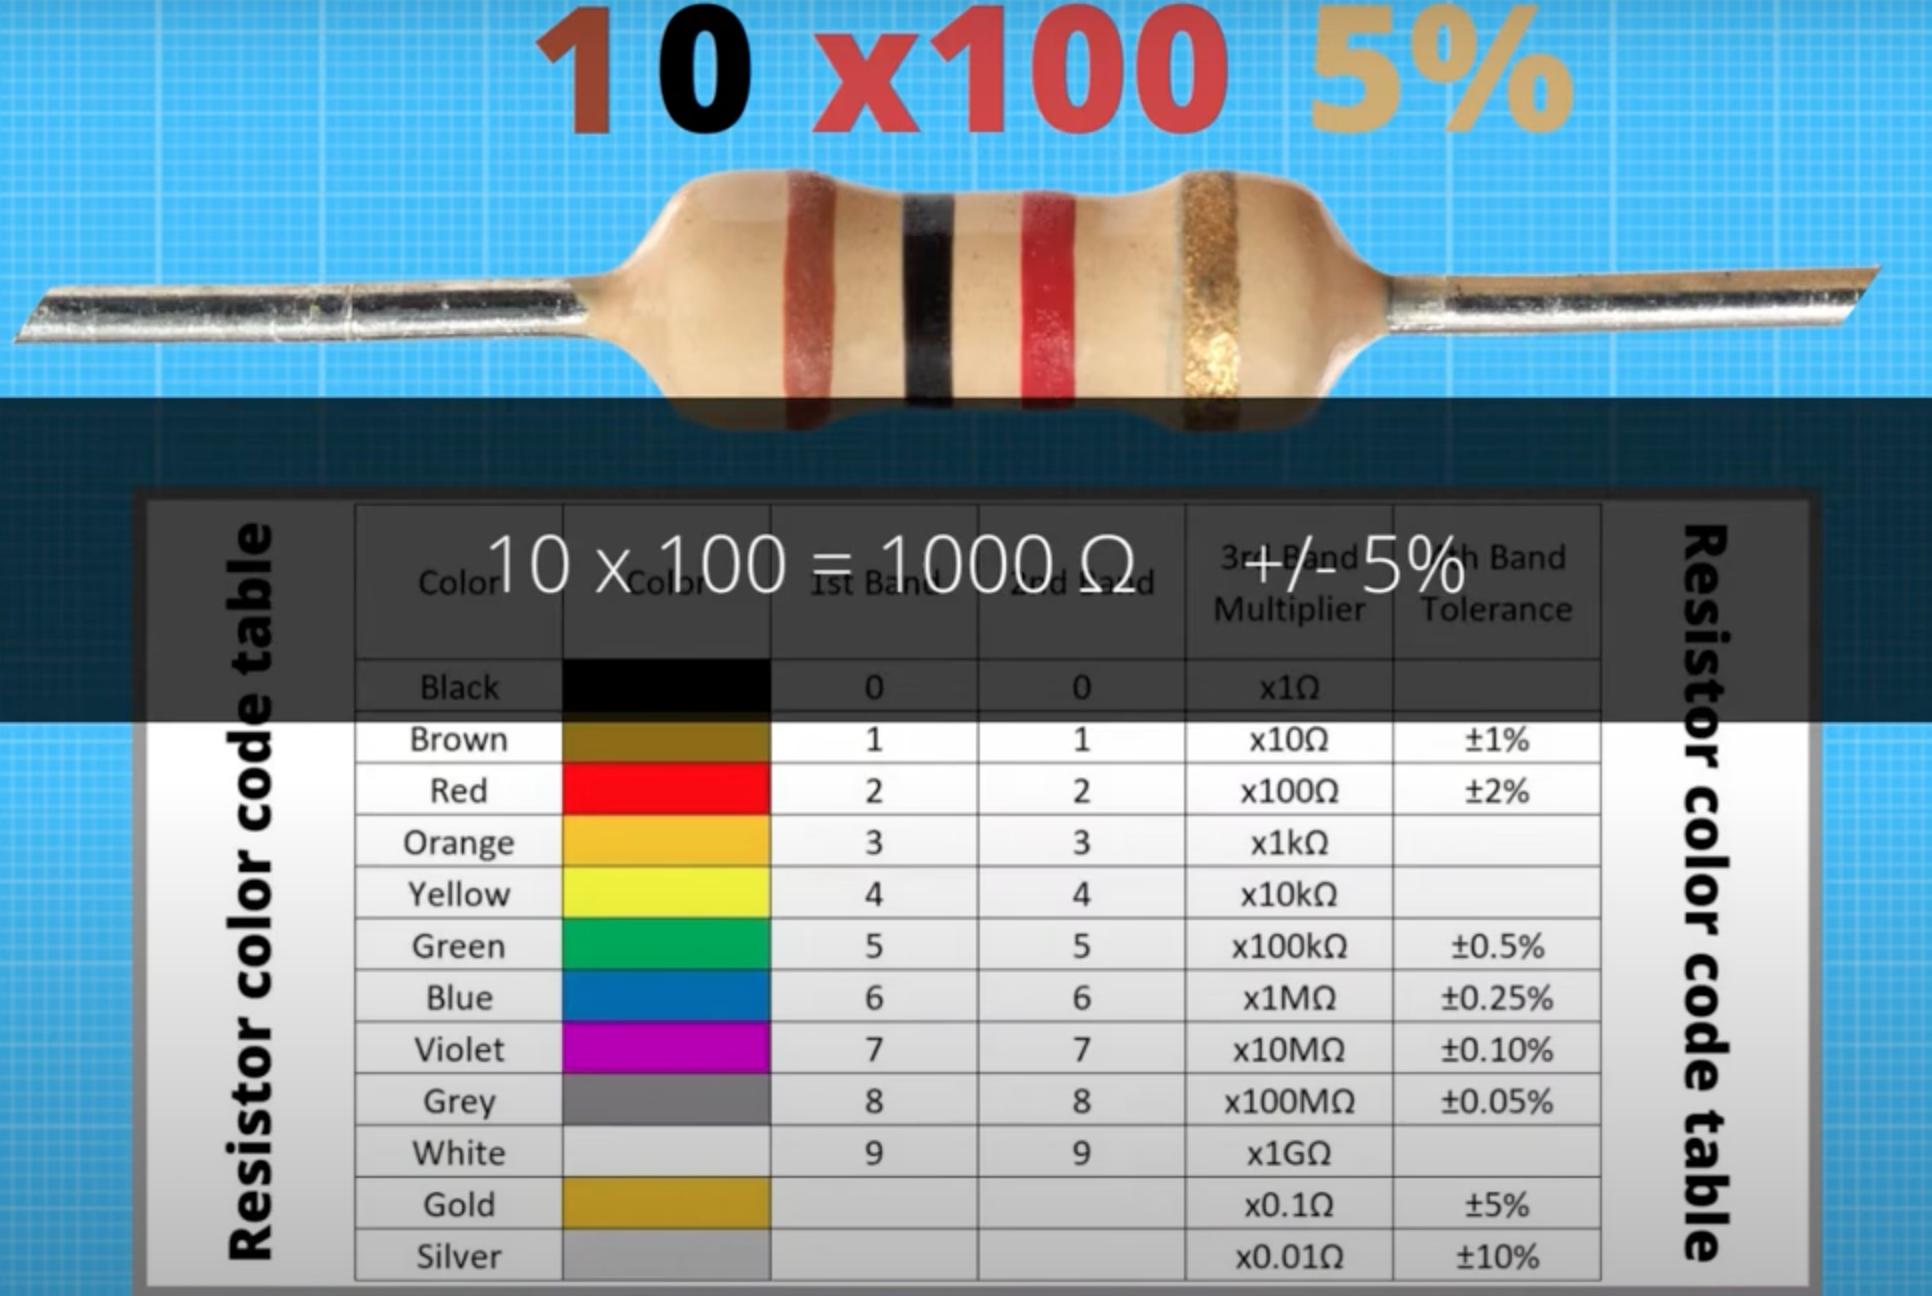 10 x100 5%
10 x 100 = 1000 Ω +/- 5%
Resistor color code table
Color Color 1st Band 2nd Band 3rd Band Multiplier 4th Band Tolerance
Black 0 0 x1Ω
Brown 1 1 x10Ω ±1%
Red 2 2 x100Ω ±2%
Orange 3 3 x1kΩ
Yellow 4 4 x10kΩ
Green 5 5 x100kΩ ±0.5%
Blue 6 6 x1MΩ ±0.25%
Violet 7 7 x10MΩ ±0.10%
Grey 8 8 x100MΩ ±0.05%
White 9 9 x1GΩ
Gold x0.1Ω ±5%
Silver x0.01Ω ±10%
Resistor color code table